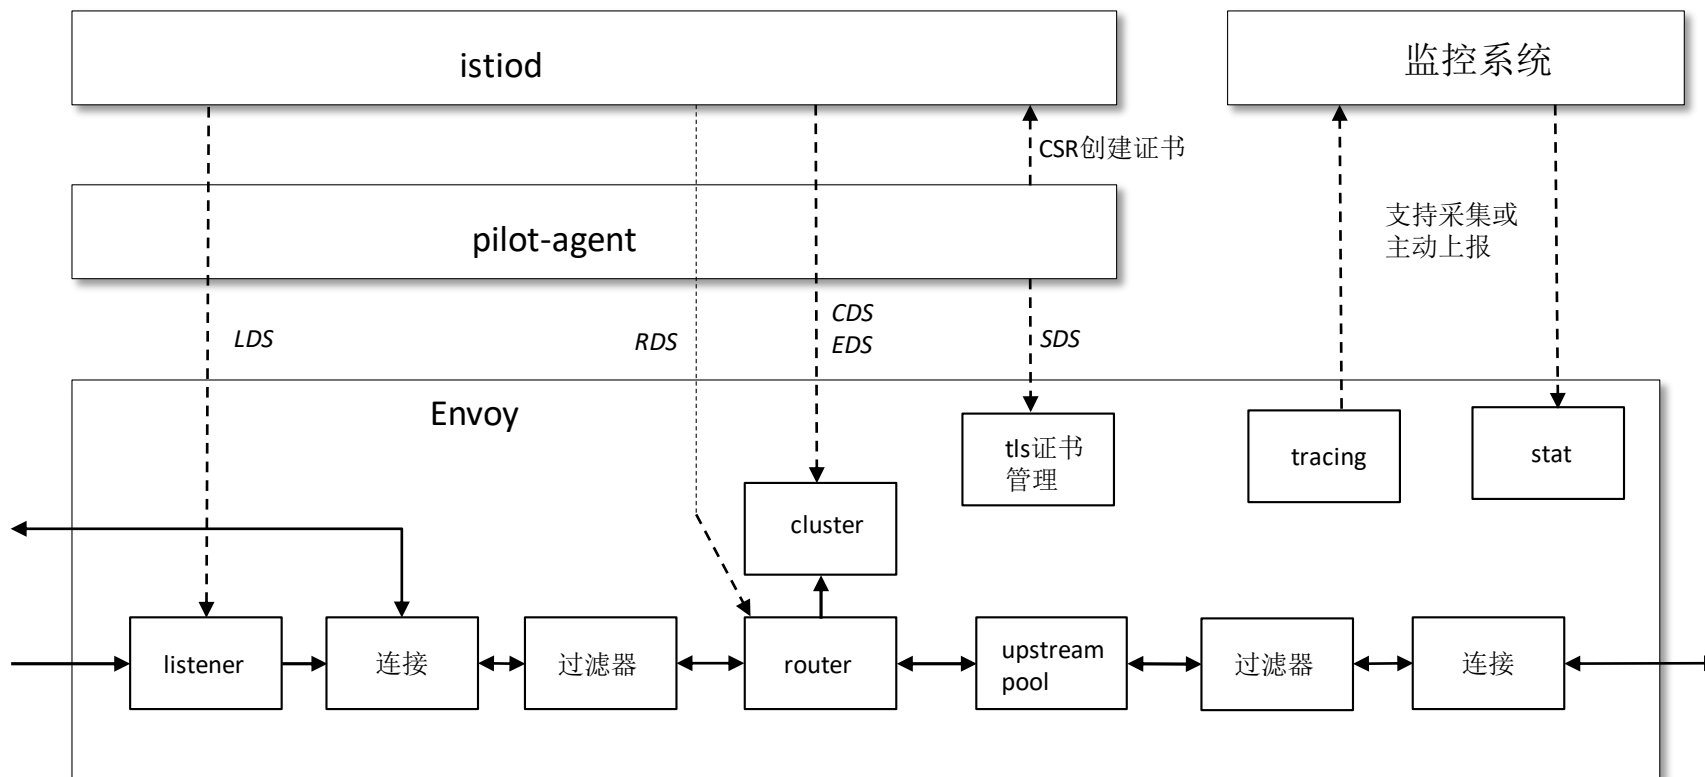 istiod
监控系统
CSR创建证书
pilot-agent
支持采集或
主动上报
LDS
RDS
CDS
EDS
SDS
Envoy
tls证书
管理
tracing
stat
cluster
listener
连接
过滤器
router
upstream
pool
过滤器
连接